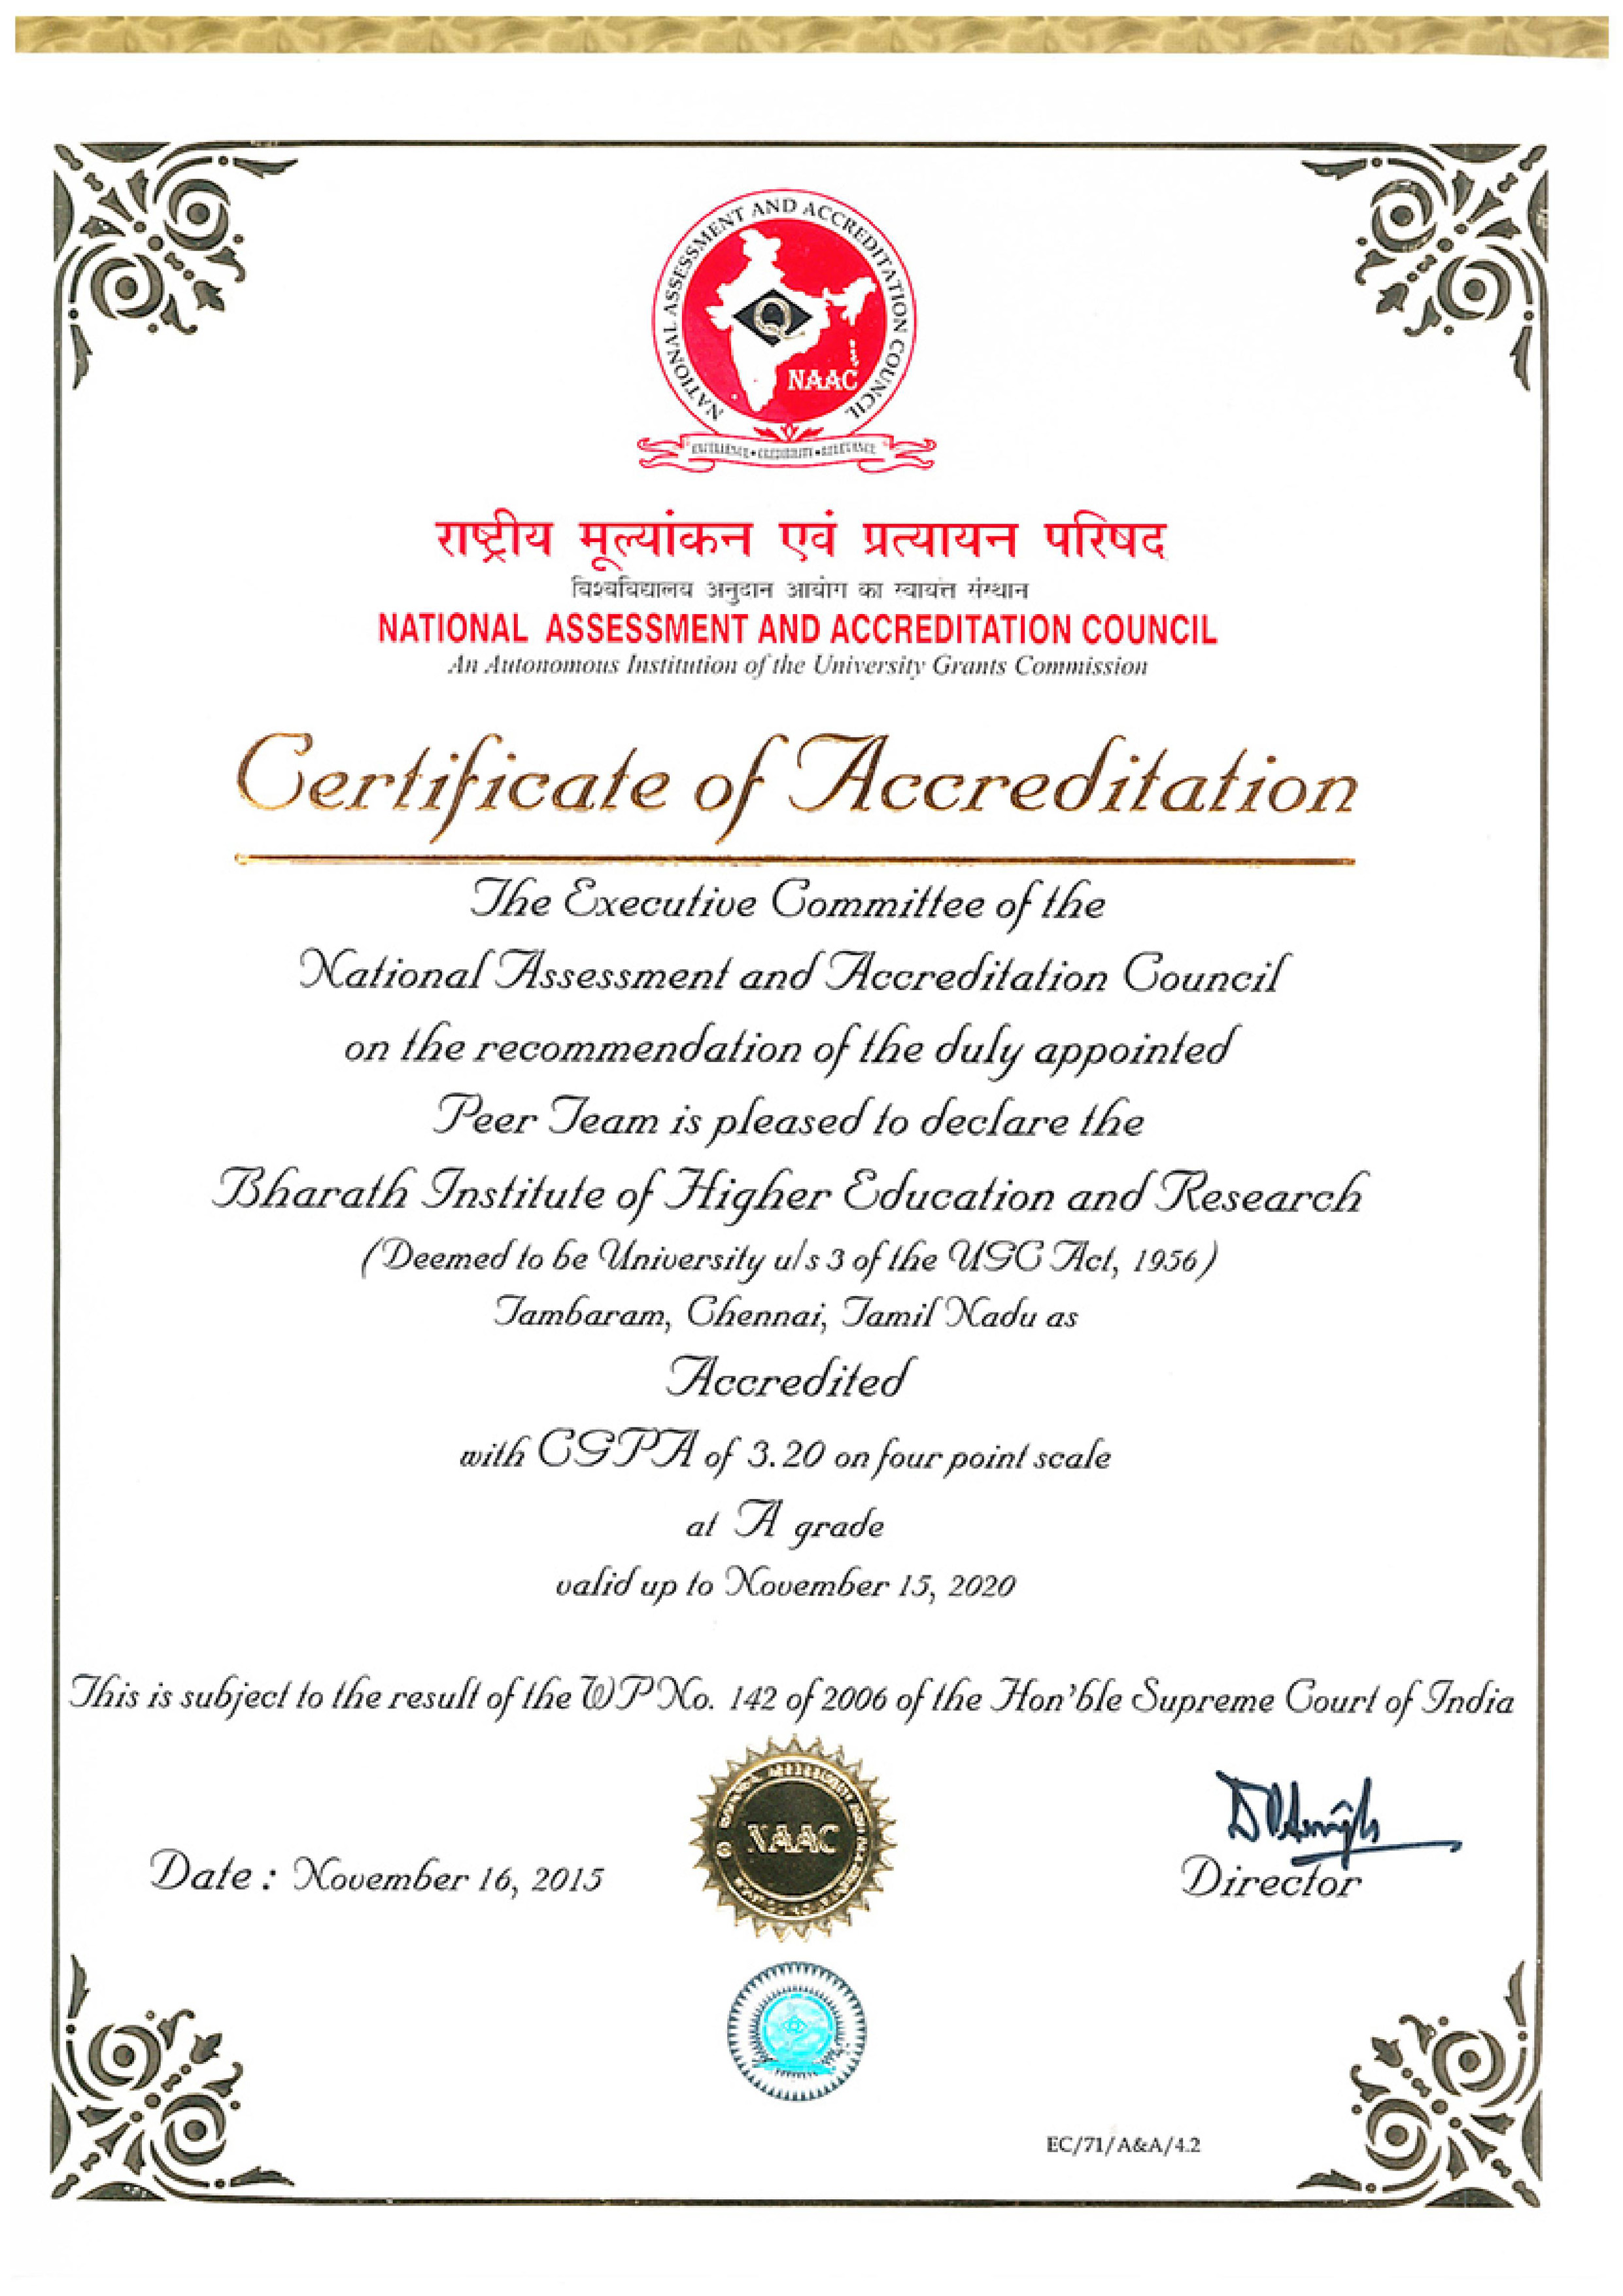 NATIONAL ASSESSMENT AND ACCREDITATION COUNCIL
NAAC
EXCELLENCE • CREDIBILITY • RELEVANCE
राष्ट्रीय मूल्यांकन एवं प्रत्यायन परिषद
विश्वविद्यालय अनुदान आयोग का स्वायत्त संस्थान
NATIONAL ASSESSMENT AND ACCREDITATION COUNCIL
An Autonomous Institution of the University Grants Commission
Certificate of Accreditation
The Executive Committee of the
National Assessment and Accreditation Council
on the recommendation of the duly appointed
Peer Team is pleased to declare the
Bharath Institute of Higher Education and Research
(Deemed to be University u/s 3 of the UGC Act, 1956)
Tambaram, Chennai, Tamil Nadu as
Accredited
with CGPA of 3.20 on four point scale
at A grade
valid up to November 15, 2020
This is subject to the result of the WP No. 142 of 2006 of the Hon'ble Supreme Court of India
NAAC
Date : November 16, 2015
Director
EC/71/A&A/4.2